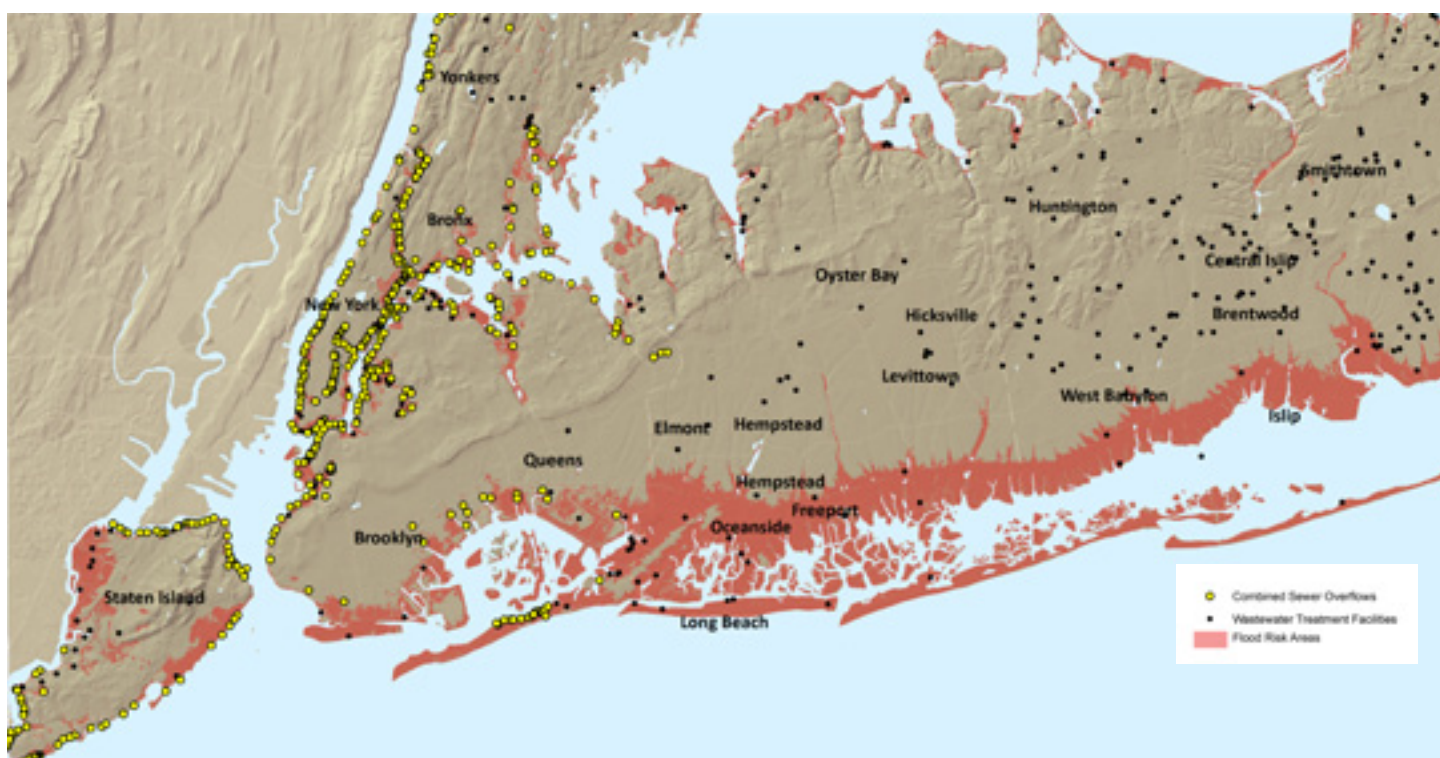 Yonkers
Smithtown
Huntington
Bronx
Central Islip
Oyster Bay
New York
Hicksville
Brentwood
Levittown
West Babylon
Islip
Elmont
Hempstead
Queens
Hempstead
Freeport
Oceanside
Brooklyn
Staten Island
Long Beach
Combined Sewer Overflows
Wastewater Treatment Facilities
Flood Risk Areas